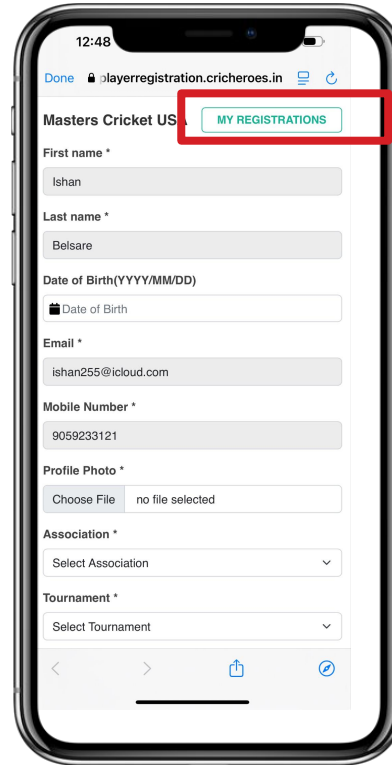 12:48
Done playerregistration.cricheroes.in
Masters Cricket USA MY REGISTRATIONS
First name *
Ishan
Last name *
Belsare
Date of Birth(YYYY/MM/DD)
Date of Birth
Email *
ishan255@icloud.com
Mobile Number *
9059233121
Profile Photo *
Choose File no file selected
Association *
Select Association
Tournament *
Select Tournament